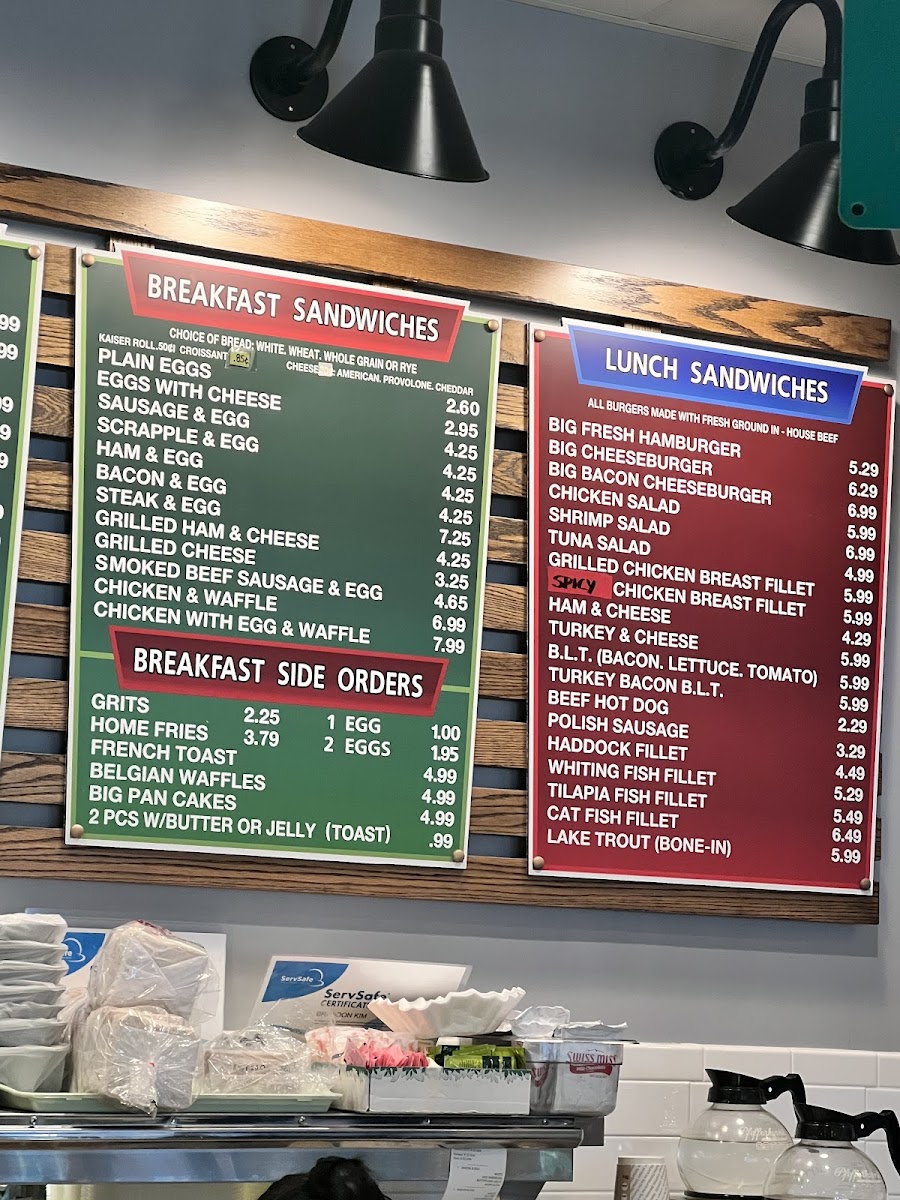 99
99
99
9
9
BREAKFAST SANDWICHES
CHOICE OF BREAD: WHITE. WHEAT. WHOLE GRAIN OR RYE
KAISER ROLL.50¢ CROISSANT .85¢ CHEESE AMERICAN. PROVOLONE. CHEDDAR
PLAIN EGGS 2.60
EGGS WITH CHEESE 2.95
SAUSAGE & EGG 4.25
SCRAPPLE & EGG 4.25
HAM & EGG 4.25
BACON & EGG 4.25
STEAK & EGG 7.25
GRILLED HAM & CHEESE 4.25
GRILLED CHEESE 3.25
SMOKED BEEF SAUSAGE & EGG 4.65
CHICKEN & WAFFLE 6.99
CHICKEN WITH EGG & WAFFLE 7.99
BREAKFAST SIDE ORDERS
GRITS 2.25 1 EGG 1.00
HOME FRIES 3.79 2 EGGS 1.95
FRENCH TOAST 4.99
BELGIAN WAFFLES 4.99
BIG PAN CAKES 4.99
2 PCS W/BUTTER OR JELLY (TOAST) .99
LUNCH SANDWICHES
ALL BURGERS MADE WITH FRESH GROUND IN - HOUSE BEEF
BIG FRESH HAMBURGER 5.29
BIG CHEESEBURGER 6.29
BIG BACON CHEESEBURGER 6.99
CHICKEN SALAD 5.99
SHRIMP SALAD 6.99
TUNA SALAD 4.99
GRILLED CHICKEN BREAST FILLET 5.99
SPICY CHICKEN BREAST FILLET 5.99
HAM & CHEESE 4.29
TURKEY & CHEESE 5.99
B.L.T. (BACON. LETTUCE. TOMATO) 5.99
TURKEY BACON B.L.T. 5.99
BEEF HOT DOG 2.29
POLISH SAUSAGE 3.29
HADDOCK FILLET 4.49
WHITING FISH FILLET 5.29
TILAPIA FISH FILLET 5.49
CAT FISH FILLET 6.49
LAKE TROUT (BONE-IN) 5.99
ServSafe
ServSafe
CERTIFICAT
KIM
SWISS MISS